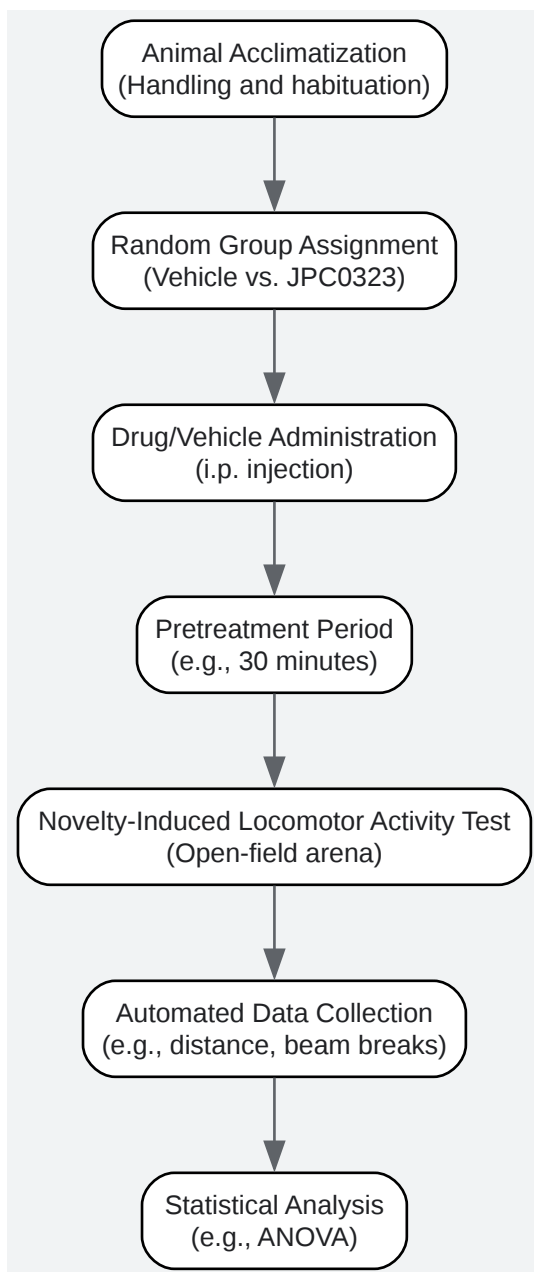 Animal Acclimatization
(Handling and habituation)
Random Group Assignment
(Vehicle vs. JPC0323)
Drug/Vehicle Administration
(i.p. injection)
Pretreatment Period
(e.g., 30 minutes)
Novelty-Induced Locomotor Activity Test
(Open-field arena)
Automated Data Collection
(e.g., distance, beam breaks)
Statistical Analysis
(e.g., ANOVA)